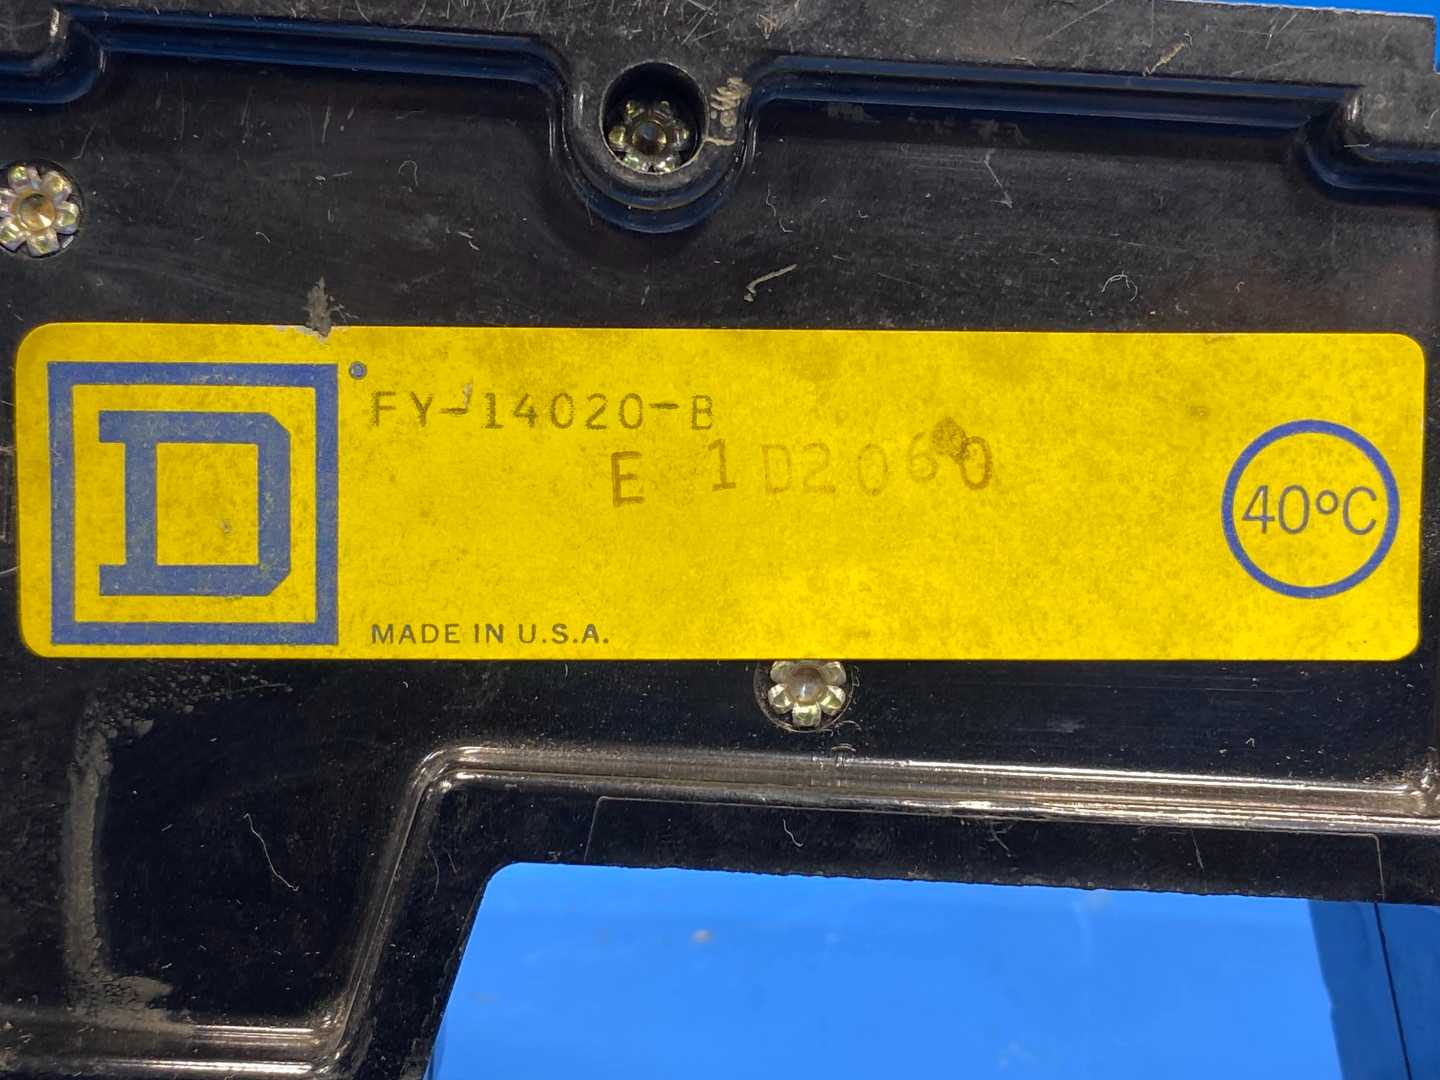 D
FY-14020-B
E 1D2060
40°C
MADE IN U.S.A.